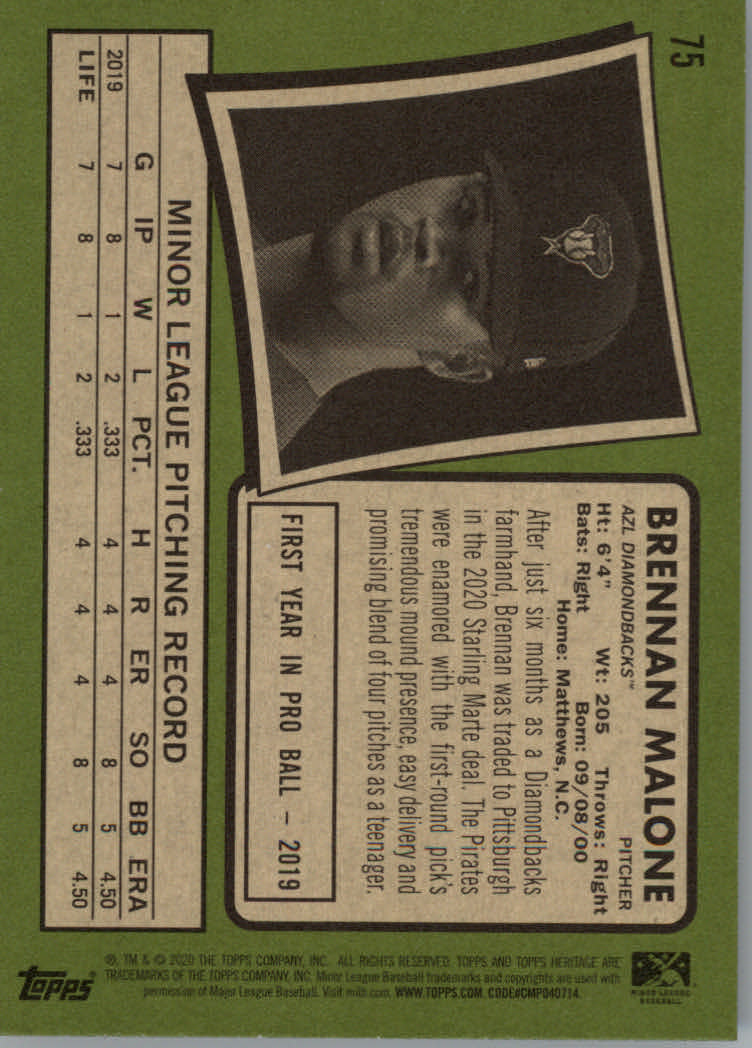 75
BRENNAN MALONE
AZL DIAMONDBACKS™ PITCHER
Ht: 6'4" Wt: 205 Throws: Right
Bats: Right Born: 09/08/00
Home: Matthews, N.C.
After just six months as a Diamondbacks
farmhand, Brennan was traded to Pittsburgh
in the 2020 Starling Marte deal. The Pirates
were enamored with the first-round pick's
tremendous mound presence, easy delivery and
promising blend of four pitches as a teenager.
FIRST YEAR IN PRO BALL – 2019
MINOR LEAGUE PITCHING RECORD
G IP W L PCT. H R ER SO BB ERA
2019 7 8 1 2 .333 4 4 4 8 5 4.50
LIFE 7 8 1 2 .333 4 4 4 8 5 4.50
MINOR LEAGUE
BASEBALL
®, TM & © 2020 THE TOPPS COMPANY, INC. ALL RIGHTS RESERVED. TOPPS AND TOPPS HERITAGE ARE
TRADEMARKS OF THE TOPPS COMPANY, INC. Minor League Baseball trademarks and copyrights are used with
permission of Major League Baseball. Visit milb.com. WWW.TOPPS.COM. CODE#CMP040714.
topps®